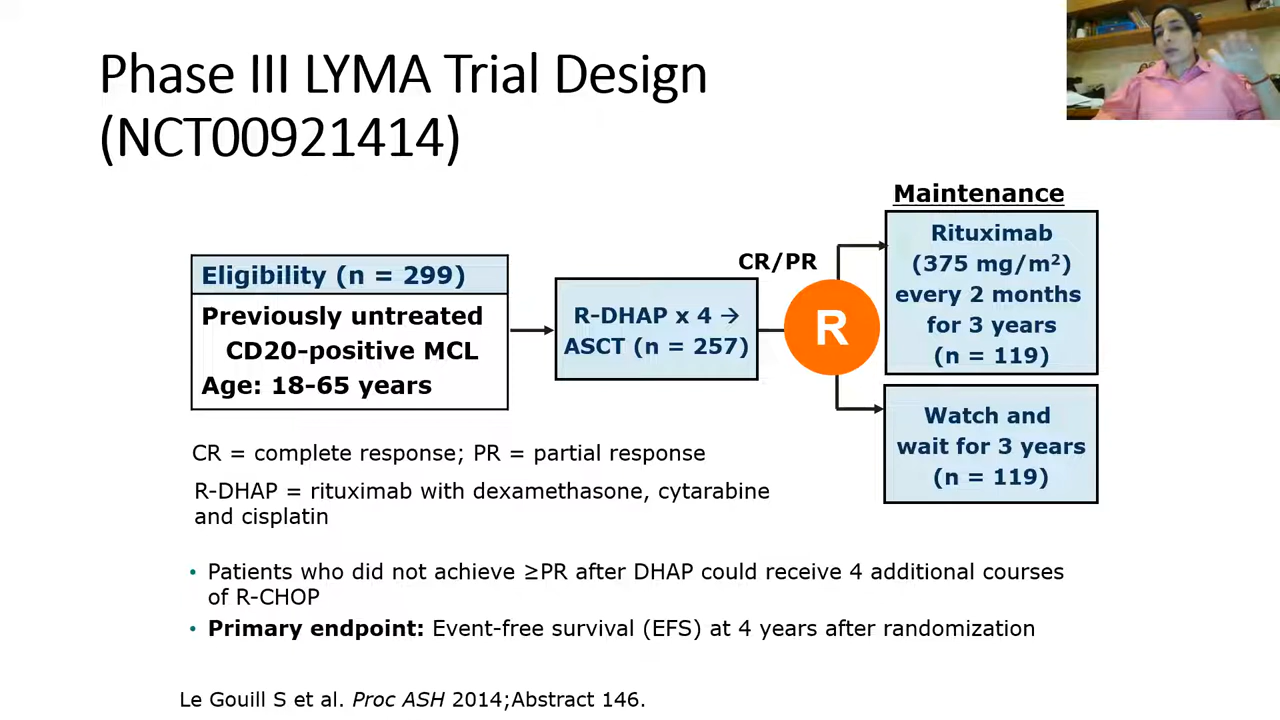 Phase III LYMA Trial Design
(NCT00921414)
Maintenance
Rituximab
(375 mg/m²)
every 2 months
for 3 years
(n = 119)
CR/PR
Eligibility (n = 299)
Previously untreated
CD20-positive MCL
Age: 18-65 years
R-DHAP x 4 →
ASCT (n = 257)
R
Watch and
wait for 3 years
(n = 119)
CR = complete response; PR = partial response
R-DHAP = rituximab with dexamethasone, cytarabine
and cisplatin
• Patients who did not achieve ≥PR after DHAP could receive 4 additional courses
of R-CHOP
• Primary endpoint: Event-free survival (EFS) at 4 years after randomization
Le Gouill S et al. Proc ASH 2014;Abstract 146.